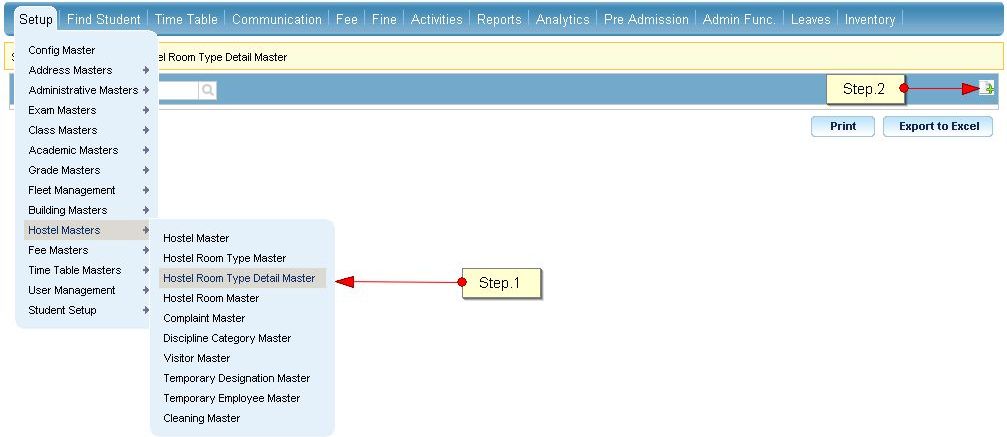 Setup Find Student Time Table Communication Fee Fine Activities Reports Analytics Pre Admission Admin Func. Leaves Inventory
Room Type Detail Master
Config Master
Address Masters
Administrative Masters
Exam Masters
Class Masters
Academic Masters
Grade Masters
Fleet Management
Building Masters
Hostel Masters
Fee Masters
Time Table Masters
User Management
Student Setup
Step.2
Print Export to Excel
Hostel Master
Hostel Room Type Master
Hostel Room Type Detail Master
Hostel Room Master
Complaint Master
Discipline Category Master
Visitor Master
Temporary Designation Master
Temporary Employee Master
Cleaning Master
Step.1